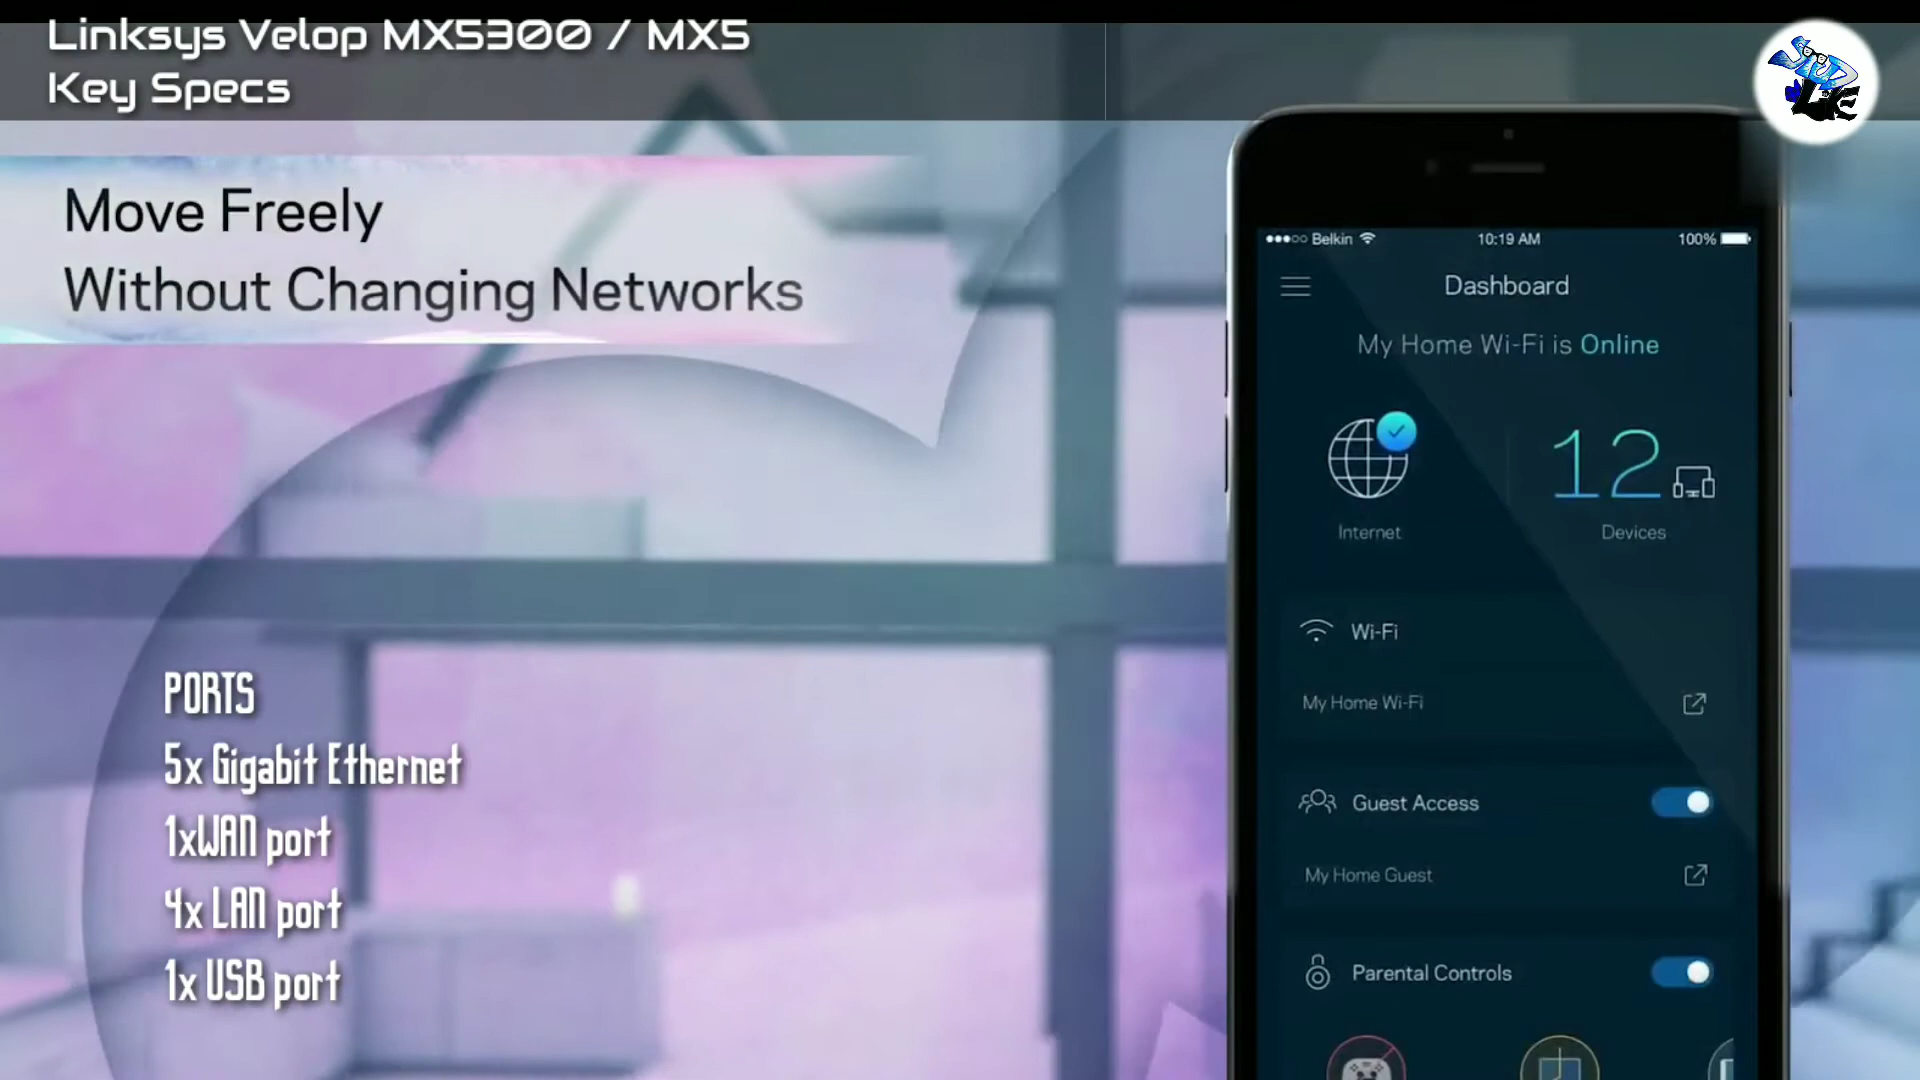 Linksys Velop MX5300 / MX5
Key Specs
Move Freely
Without Changing Networks
PORTS
5x Gigabit Ethernet
1xWAN port
4x LAN port
1x USB port
Belkin 10:19 AM 100%
Dashboard
My Home Wi-Fi is Online
12
Internet Devices
Wi-Fi
My Home Wi-Fi
Guest Access
My Home Guest
Parental Controls